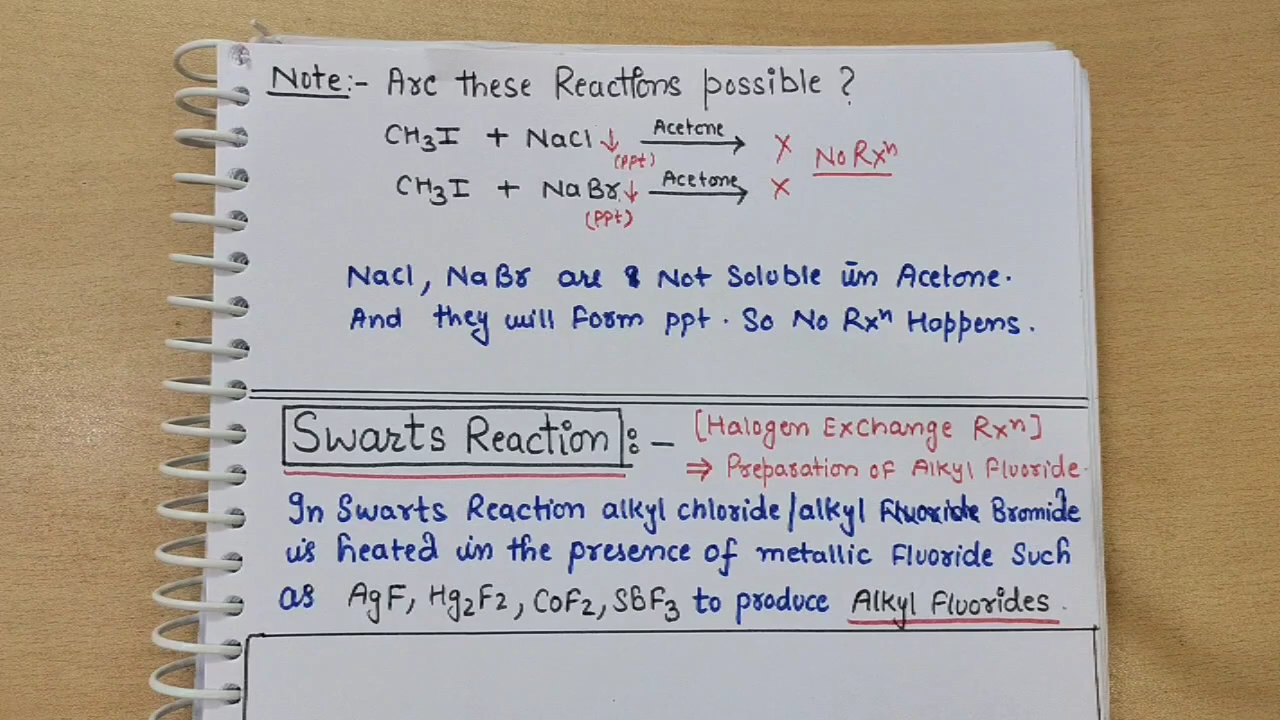 Note:- Are these Reactions possible ?
CH3I + NaCl ↓ (ppt) Acetone → X No Rxⁿ
CH3I + NaBr ↓ (ppt) Acetone → X
NaCl, NaBr are Not Soluble in Acetone.
And they will Form ppt. So No Rxⁿ Happens.
Swarts Reaction :- [Halogen Exchange Rxⁿ]
⇒ Preparation of Alkyl Fluoride.
In Swarts Reaction alkyl chloride/alkyl Fluoride Bromide
is heated in the presence of metallic Fluoride Such
as AgF, Hg2F2, CoF2, SBF3 to produce Alkyl Fluorides.